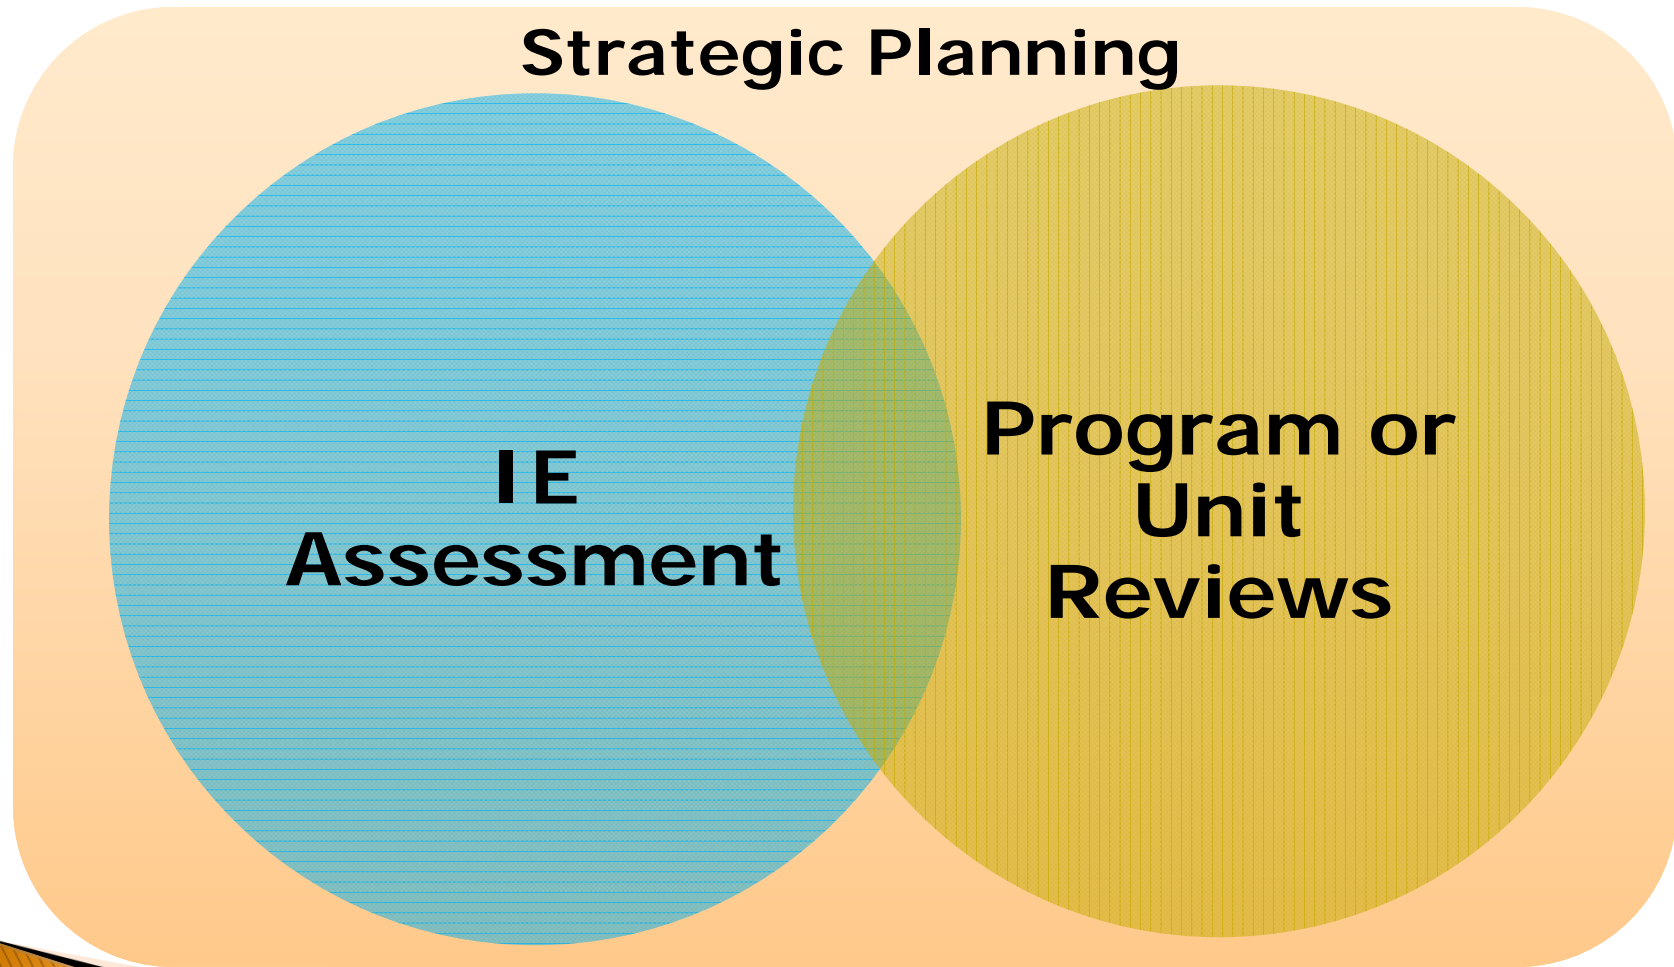 Strategic Planning
IE
Assessment
Program or
Unit
Reviews